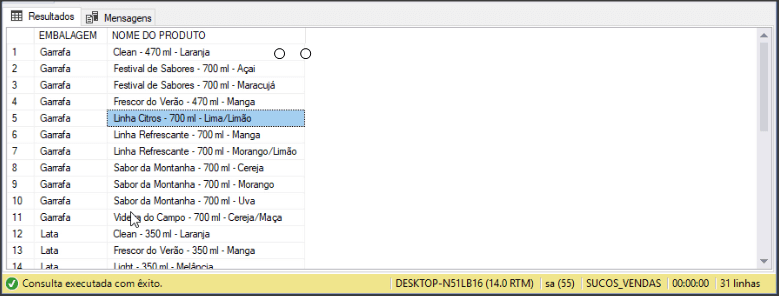 Resultados Mensagens
EMBALAGEM NOME DO PRODUTO
1 Garrafa Clean - 470 ml - Laranja
2 Garrafa Festival de Sabores - 700 ml - Açai
3 Garrafa Festival de Sabores - 700 ml - Maracujá
4 Garrafa Frescor do Verão - 470 ml - Manga
5 Garrafa Linha Citros - 700 ml - Lima/Limão
6 Garrafa Linha Refrescante - 700 ml - Manga
7 Garrafa Linha Refrescante - 700 ml - Morango/Limão
8 Garrafa Sabor da Montanha - 700 ml - Cereja
9 Garrafa Sabor da Montanha - 700 ml - Morango
10 Garrafa Sabor da Montanha - 700 ml - Uva
11 Garrafa Videira do Campo - 700 ml - Cereja/Maça
12 Lata Clean - 350 ml - Laranja
13 Lata Frescor do Verão - 350 ml - Manga
14 Lata Light - 350 ml - Melância
Consulta executada com êxito. DESKTOP-N51LB16 (14.0 RTM) sa (55) SUCOS_VENDAS 00:00:00 31 linhas